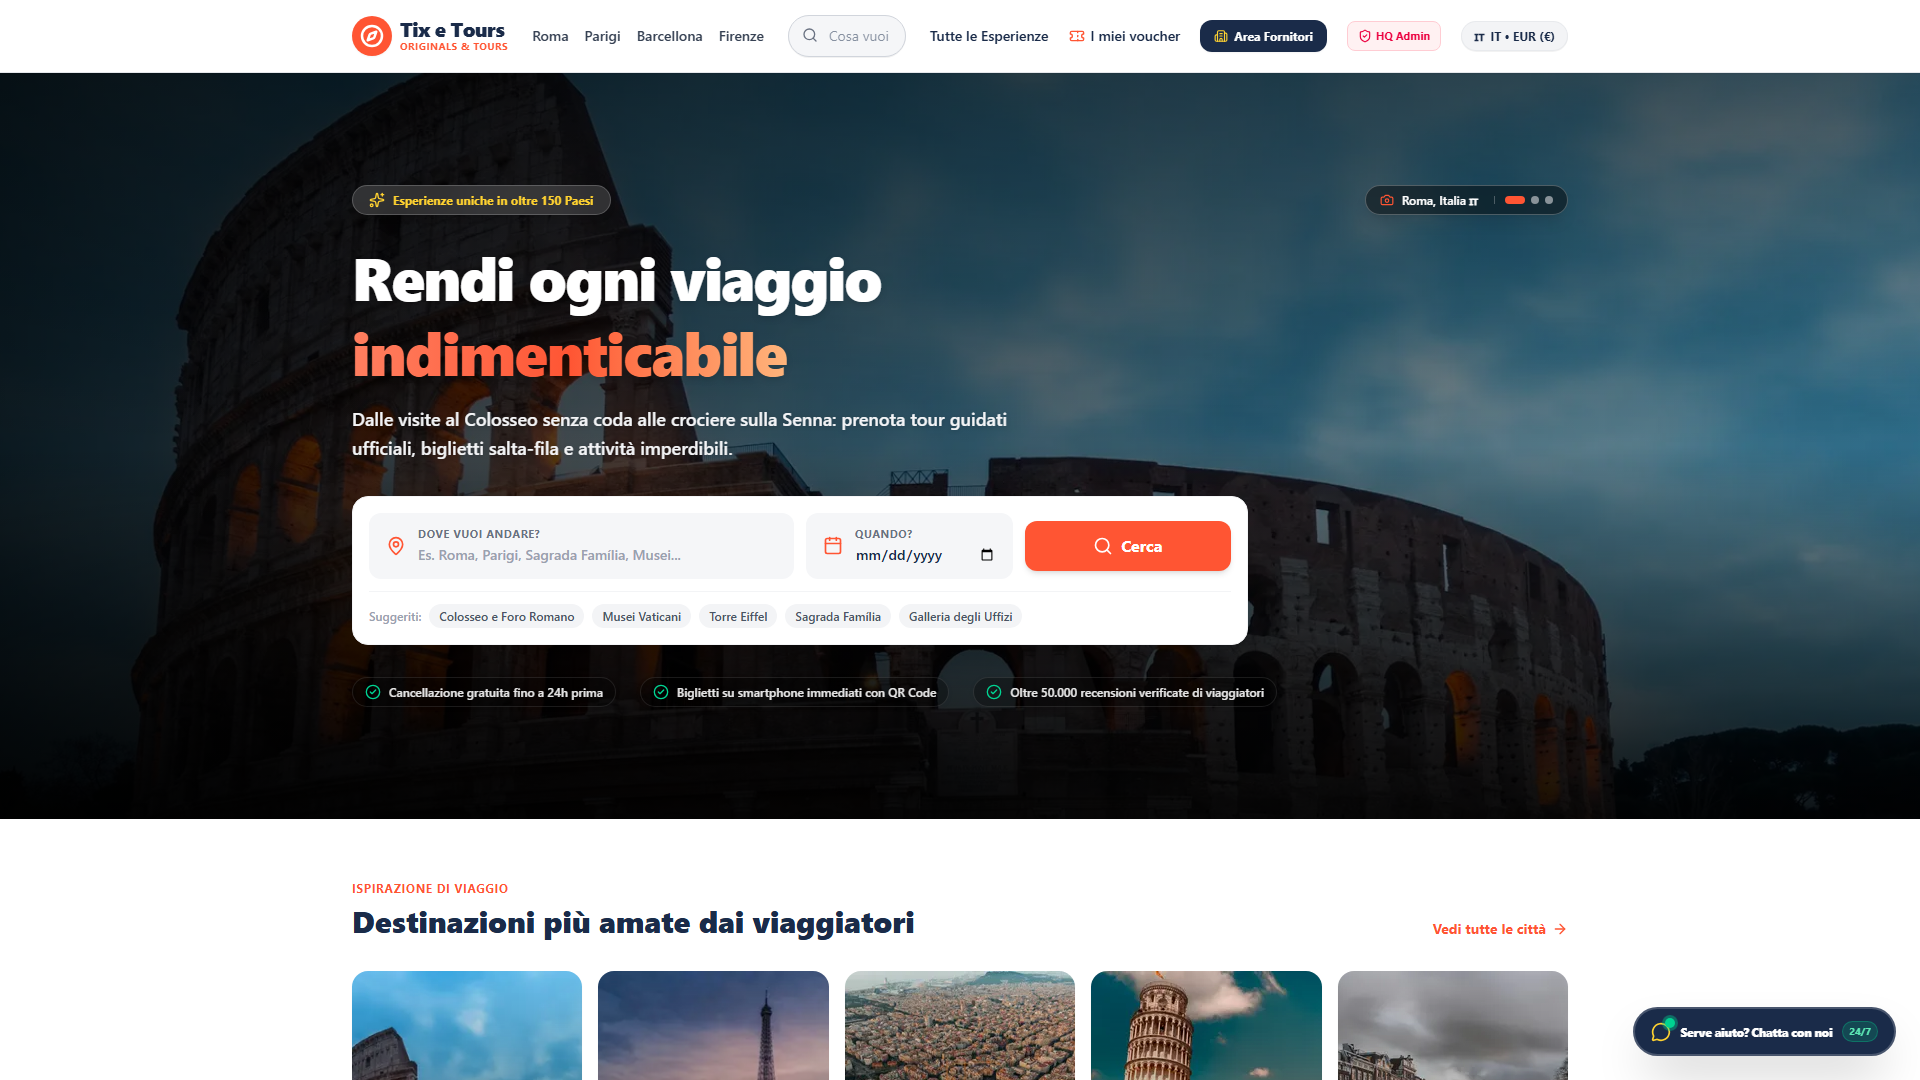 Tix e Tours
ORIGINALS & TOURS
Roma
Parigi
Barcellona
Firenze
Cosa vuoi
Tutte le Esperienze
I miei voucher
Area Fornitori
HQ Admin
IT IT • EUR (€)
Esperienze uniche in oltre 150 Paesi
Roma, Italia IT
Rendi ogni viaggio
indimenticabile
Dalle visite al Colosseo senza coda alle crociere sulla Senna: prenota tour guidati
ufficiali, biglietti salta-fila e attività imperdibili.
DOVE VUOI ANDARE?
Es. Roma, Parigi, Sagrada Família, Musei...
QUANDO?
mm/dd/yyyy
Cerca
Suggeriti:
Colosseo e Foro Romano
Musei Vaticani
Torre Eiffel
Sagrada Família
Galleria degli Uffizi
Cancellazione gratuita fino a 24h prima
Biglietti su smartphone immediati con QR Code
Oltre 50.000 recensioni verificate di viaggiatori
ISPIRAZIONE DI VIAGGIO
Destinazioni più amate dai viaggiatori
Vedi tutte le città
Serve aiuto? Chatta con noi
24/7